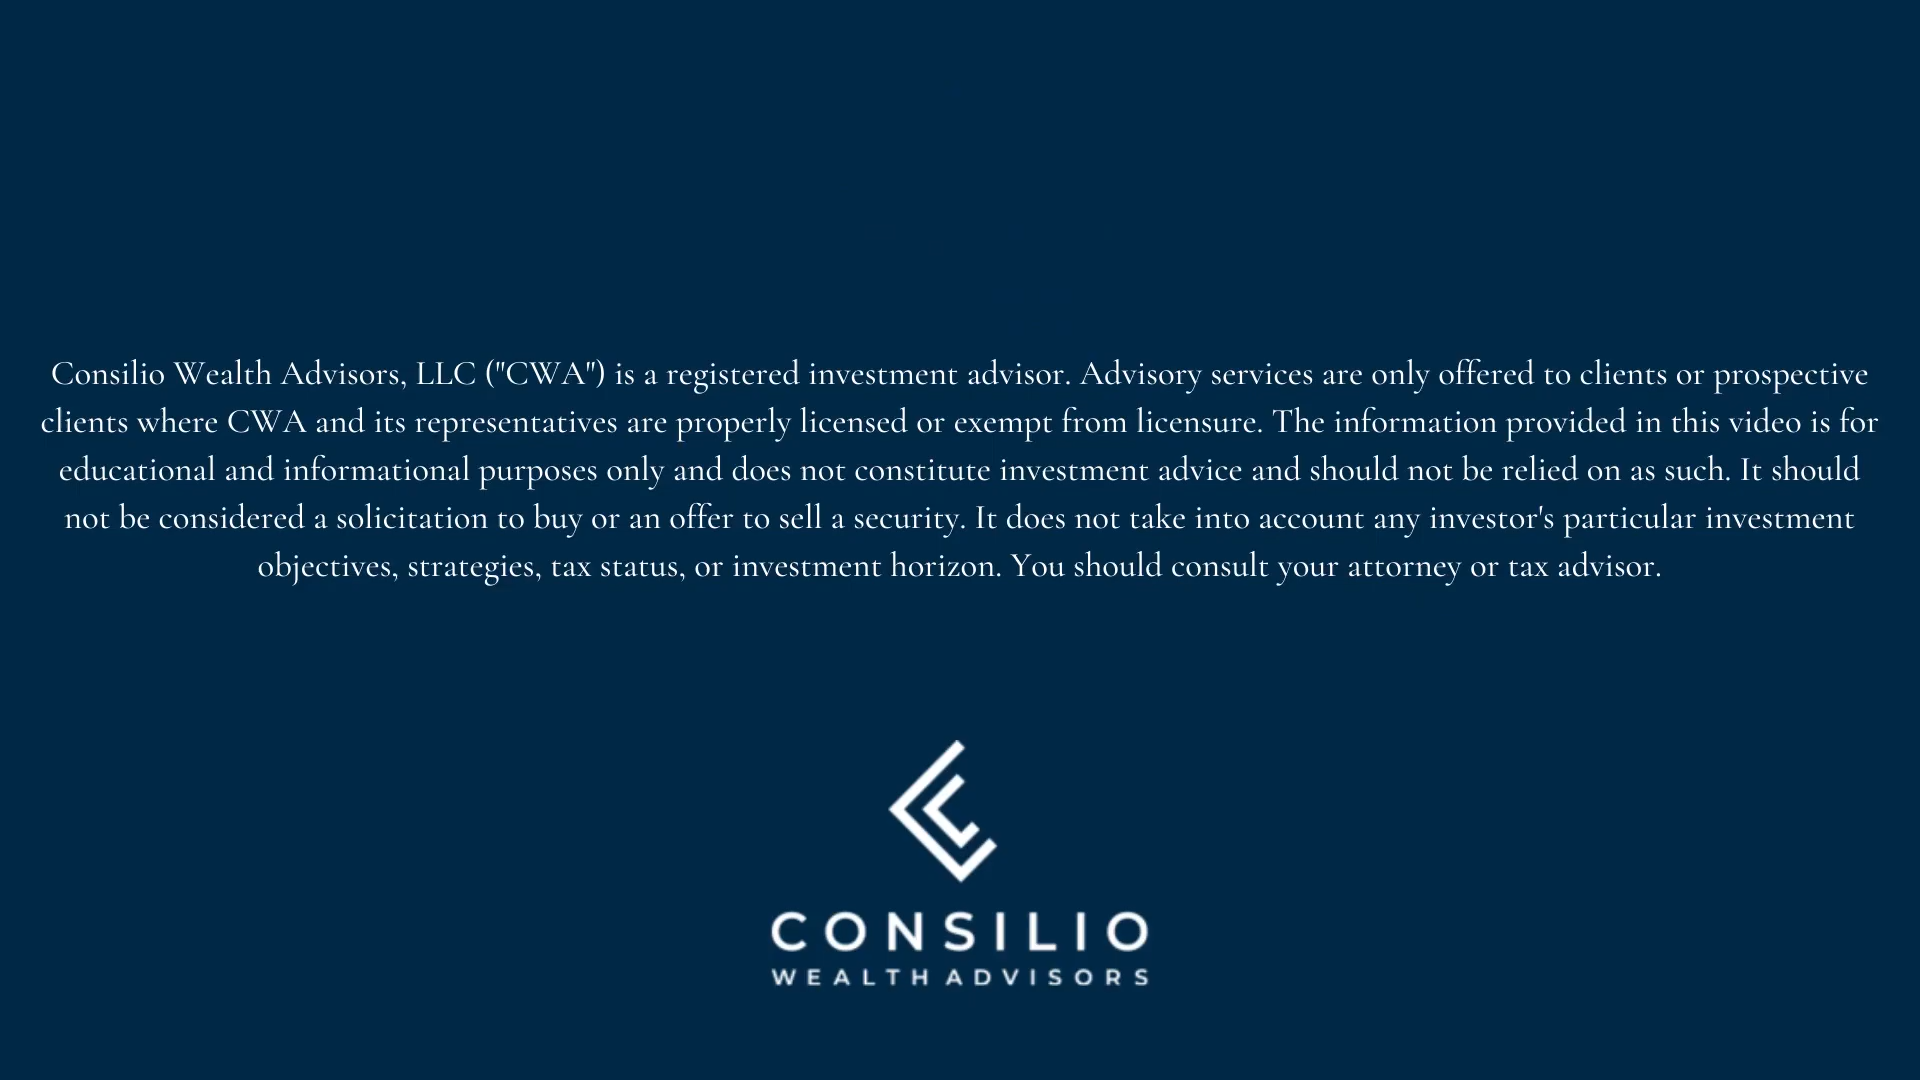 Consilio Wealth Advisors, LLC ("CWA") is a registered investment advisor. Advisory services are only offered to clients or prospective
clients where CWA and its representatives are properly licensed or exempt from licensure. The information provided in this video is for
educational and informational purposes only and does not constitute investment advice and should not be relied on as such. It should
not be considered a solicitation to buy or an offer to sell a security. It does not take into account any investor's particular investment
objectives, strategies, tax status, or investment horizon. You should consult your attorney or tax advisor.
CONSILIO
WEALTH ADVISORS